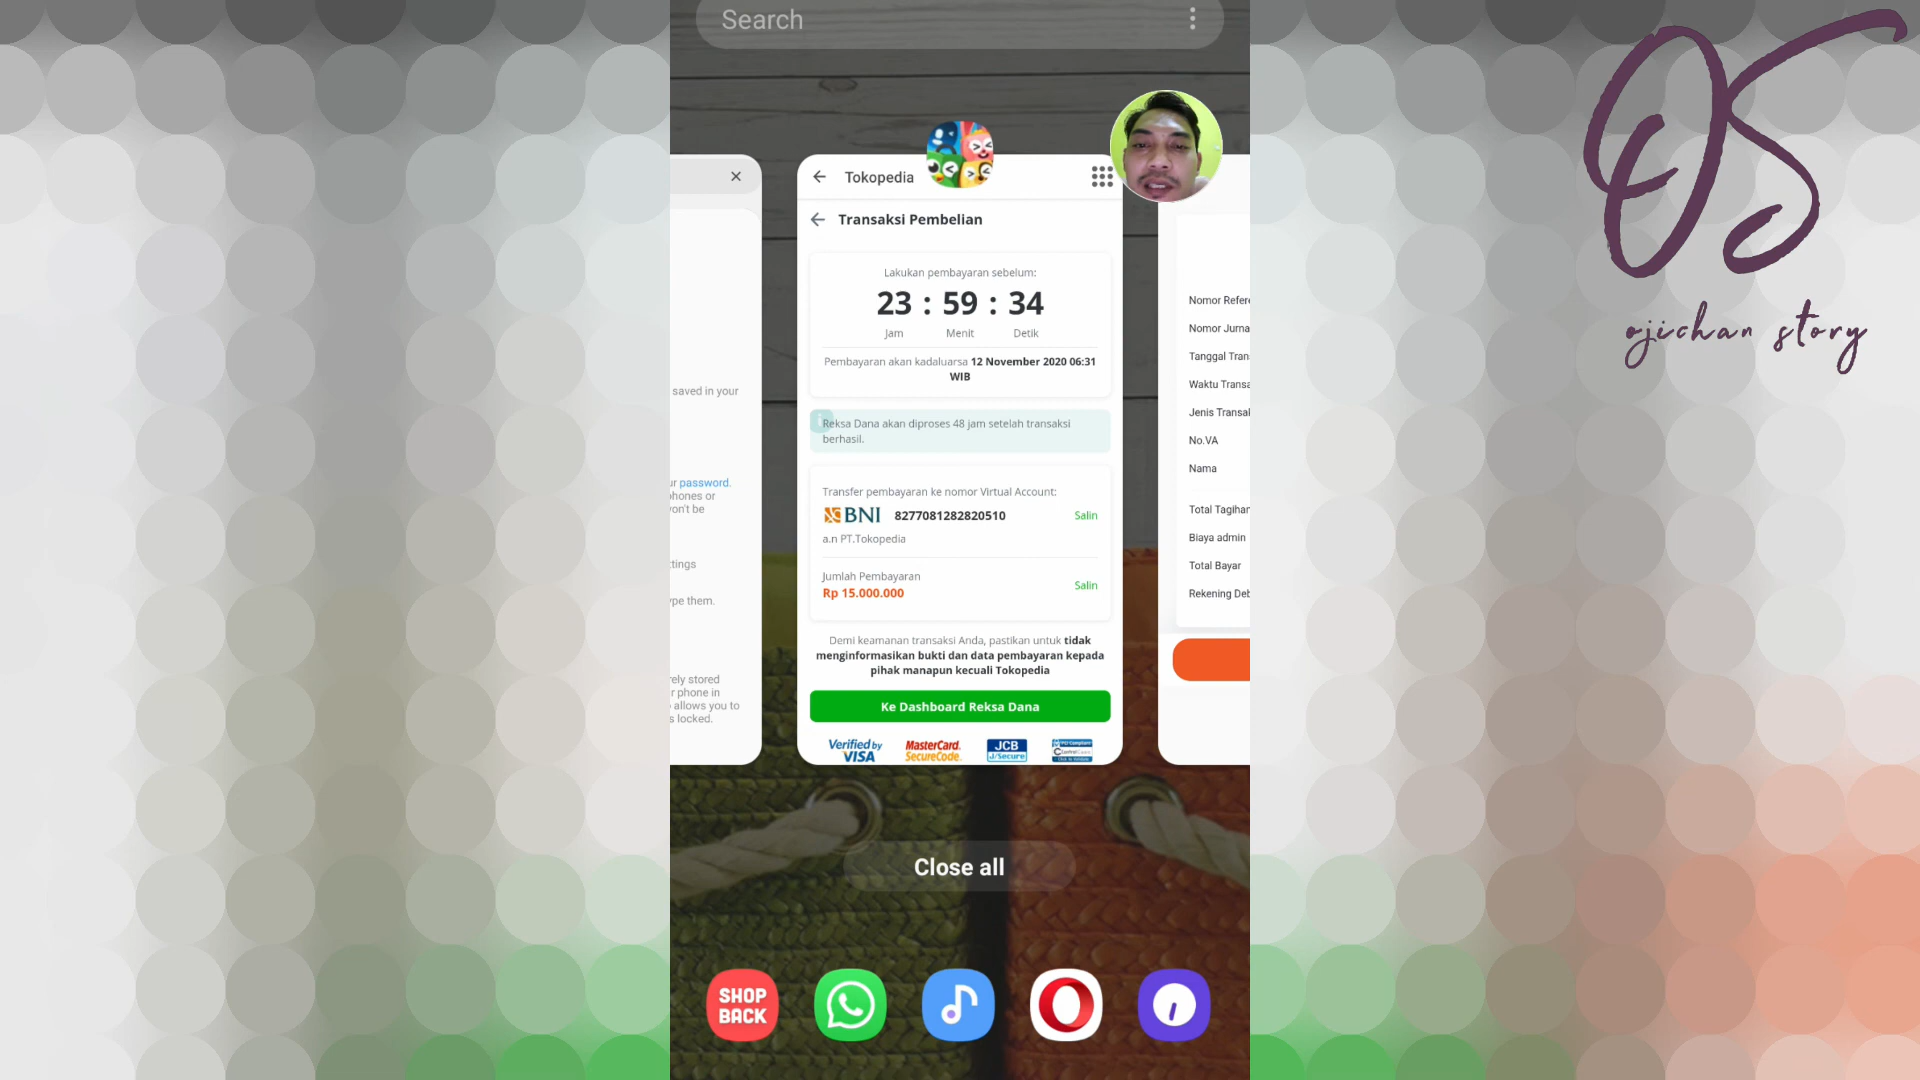 Search
OS
ojichan story
Tokopedia
Transaksi Pembelian
Lakukan pembayaran sebelum:
23 : 59 : 34
Jam Menit Detik
Pembayaran akan kadaluarsa 12 November 2020 06:31
WIB
Reksa Dana akan diproses 48 jam setelah transaksi
berhasil.
Transfer pembayaran ke nomor Virtual Account:
BNI 8277081282820510 Salin
a.n PT.Tokopedia
Jumlah Pembayaran
Rp 15.000.000 Salin
Demi keamanan transaksi Anda, pastikan untuk tidak
menginformasikan bukti dan data pembayaran kepada
pihak manapun kecuali Tokopedia
Ke Dashboard Reksa Dana
Verified by
VISA
MasterCard.
SecureCode.
JCB
J/Secure
saved in your
password.
phones or
won't be
ttings
type them.
rely stored
r phone in
allows you to
s locked.
Nomor Refere
Nomor Jurna
Tanggal Tran
Waktu Transa
Jenis Transak
No.VA
Nama
Total Tagihan
Biaya admin
Total Bayar
Rekening Deb
Close all
SHOP
BACK